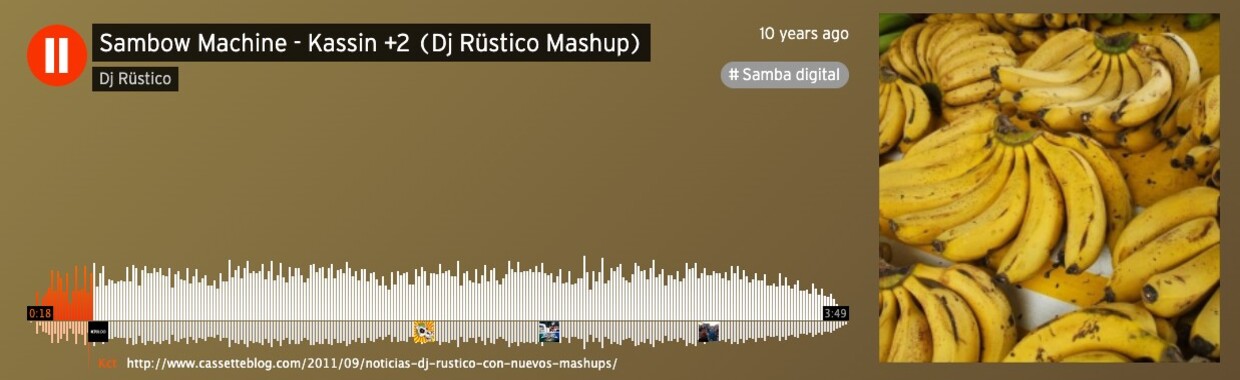 Sambow Machine - Kassin +2 (Dj Rüstico Mashup)
10 years ago
Dj Rüstico
# Samba digital
0:18
3:49
Act http://www.cassetteblog.com/2011/09/noticias-dj-rustico-con-nuevos-mashups/